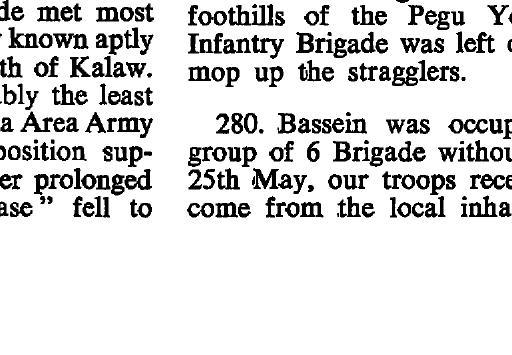 de met most
known aptly
th of Kalaw.
bly the least
a Area Army
position sup-
er prolonged
ase" fell to
foothills of the Pegu
Infantry Brigade was left
mop up the stragglers.
280. Bassein was occup
group of 6 Brigade withou
25th May, our troops rece
come from the local inha